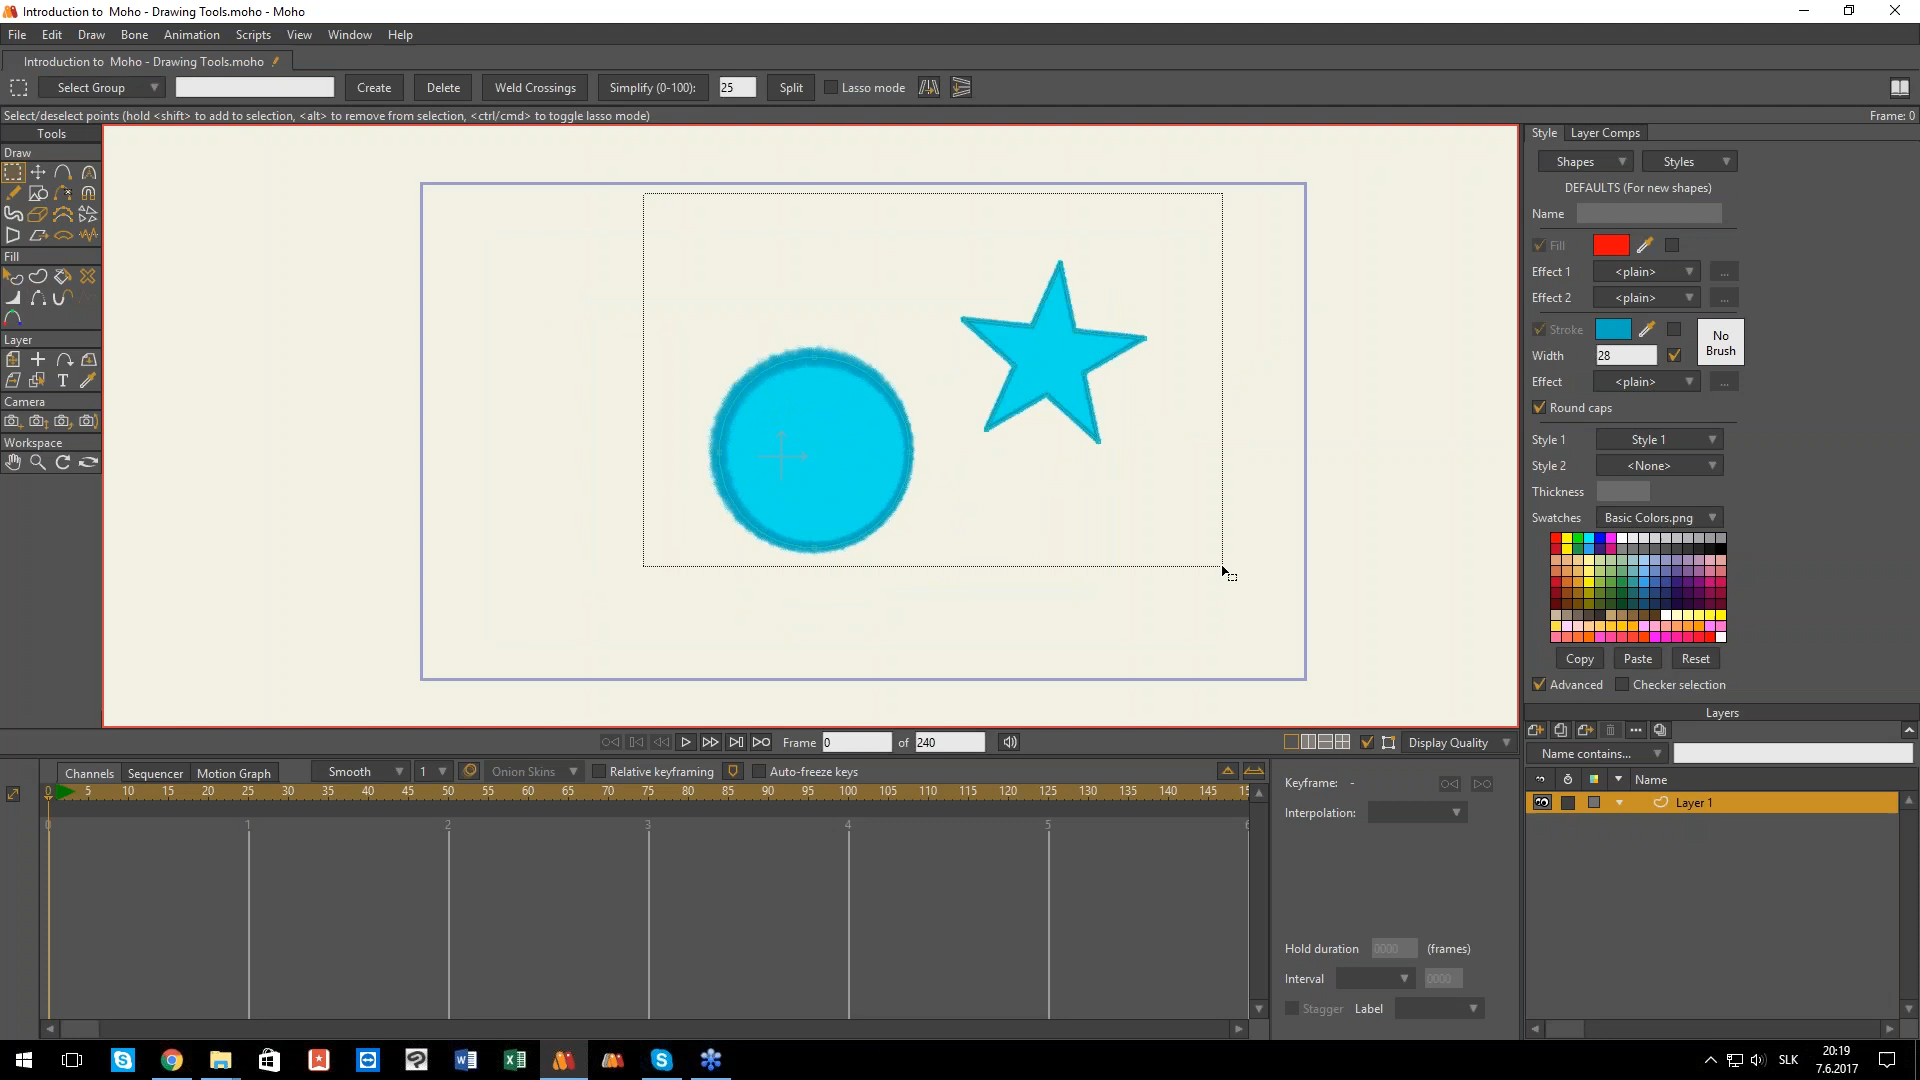 Introduction to  Moho - Drawing Tools.moho - Moho
File Edit Draw Bone Animation Scripts View Window Help
Introduction to  Moho - Drawing Tools.moho
Select Group Create Delete Weld Crossings Simplify (0-100): 25 Split Lasso mode
Select/deselect points (hold <shift> to add to selection, <alt> to remove from selection, <ctrl/cmd> to toggle lasso mode) Frame: 0
Tools
Draw
Fill
Layer
Camera
Workspace
Style Layer Comps
Shapes Styles
DEFAULTS (For new shapes)
Name
Fill
Effect 1 <plain> ...
Effect 2 <plain> ...
Stroke
No
Brush
Width 28
Effect <plain> ...
Round caps
Style 1 Style 1
Style 2 <None>
Thickness
Swatches Basic Colors.png
Copy Paste Reset
Advanced Checker selection
Layers
Name contains...
Name
Layer 1
Frame 0 of 240 Display Quality
Channels Sequencer Motion Graph Smooth 1 Onion Skins Relative keyframing Auto-freeze keys
0 5 10 15 20 25 30 35 40 45 50 55 60 65 70 75 80 85 90 95 100 105 110 115 120 125 130 135 140 145 15
0 1 2 3 4 5 6
Keyframe: -
Interpolation:
Hold duration 0000 (frames)
Interval 0000
Stagger Label
SLK
20:19
7.6.2017